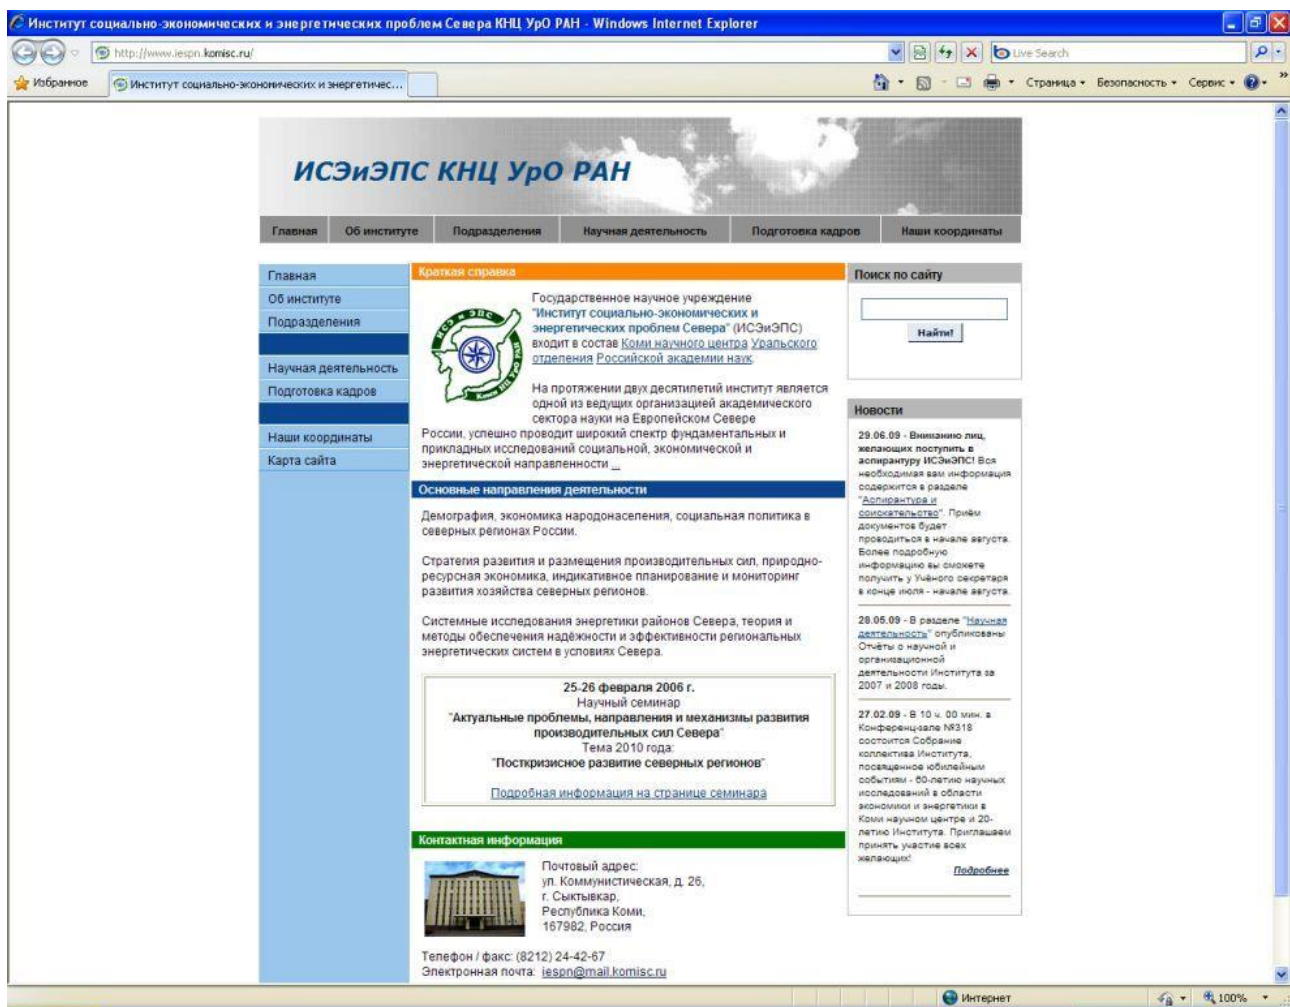 Институт социально-экономических и энергетических проблем Севера КНЦ УрО РАН - Windows Internet Explorer
http://www.iespn.komisc.ru/
Live Search
Избранное
Институт социально-экономических и энергетичес...
Страница
Безопасность
Сервис
ИСЭиЭПС КНЦ УрО РАН
Главная
Об институте
Подразделения
Научная деятельность
Подготовка кадров
Наши координаты
Главная
Об институте
Подразделения
Научная деятельность
Подготовка кадров
Наши координаты
Карта сайта
Краткая справка
Государственное научное учреждение
"Институт социально-экономических и
энергетических проблем Севера" (ИСЭиЭПС)
входит в состав Коми научного центра Уральского
отделения Российской академии наук.
На протяжении двух десятилетий институт является
одной из ведущих организацией академического
сектора науки на Европейском Севере
России, успешно проводит широкий спектр фундаментальных и
прикладных исследований социальной, экономической и
энергетической направленности ...
Основные направления деятельности
Демография, экономика народонаселения, социальная политика в
северных регионах России.
Стратегия развития и размещения производительных сил, природно-
ресурсная экономика, индикативное планирование и мониторинг
развития хозяйства северных регионов.
Системные исследования энергетики районов Севера, теория и
методы обеспечения надёжности и эффективности региональных
энергетических систем в условиях Севера.
25-26 февраля 2006 г.
Научный семинар
"Актуальные проблемы, направления и механизмы развития
производительных сил Севера"
Тема 2010 года:
"Посткризисное развитие северных регионов"
Подробная информация на странице семинара
Контактная информация
Почтовый адрес:
ул. Коммунистическая, д. 26,
г. Сыктывкар,
Республика Коми,
167982, Россия
Телефон / факс: (8212) 24-42-67
Электронная почта: iespn@mail.komisc.ru
Поиск по сайту
Найти!
Новости
29.06.09 - Вниманию лиц,
желающих поступить в
аспирантуру ИСЭиЭПС! Вся
необходимая вам информация
содержится в разделе
"Аспирантура и
соискательство". Приём
документов будет
проводиться в начале августа.
Более подробную
информацию вы сможете
получить у Учёного секретаря
в конце июля - начале августа.
28.05.09 - В разделе "Научная
деятельность" опубликованы
Отчёты о научной и
организационной
деятельности Института за
2007 и 2008 годы.
27.02.09 - В 10 ч. 00 мин. в
Конференц-зале №318
состоится Собрание
коллектива Института,
посвященное юбилейным
событиям - 60-летию научных
исследований в области
экономики и энергетики в
Коми научном центре и 20-
летию Института. Приглашаем
принять участие всех
желающих!
Подробнее
Интернет
100%